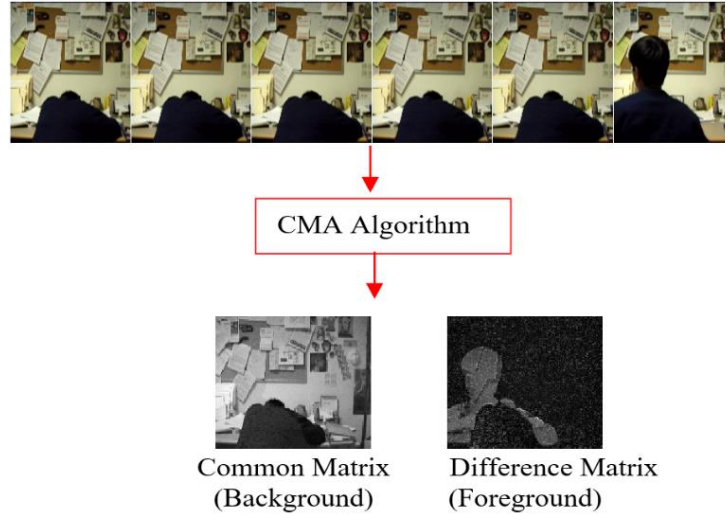 CMA Algorithm
Common Matrix
(Background)
Difference Matrix
(Foreground)